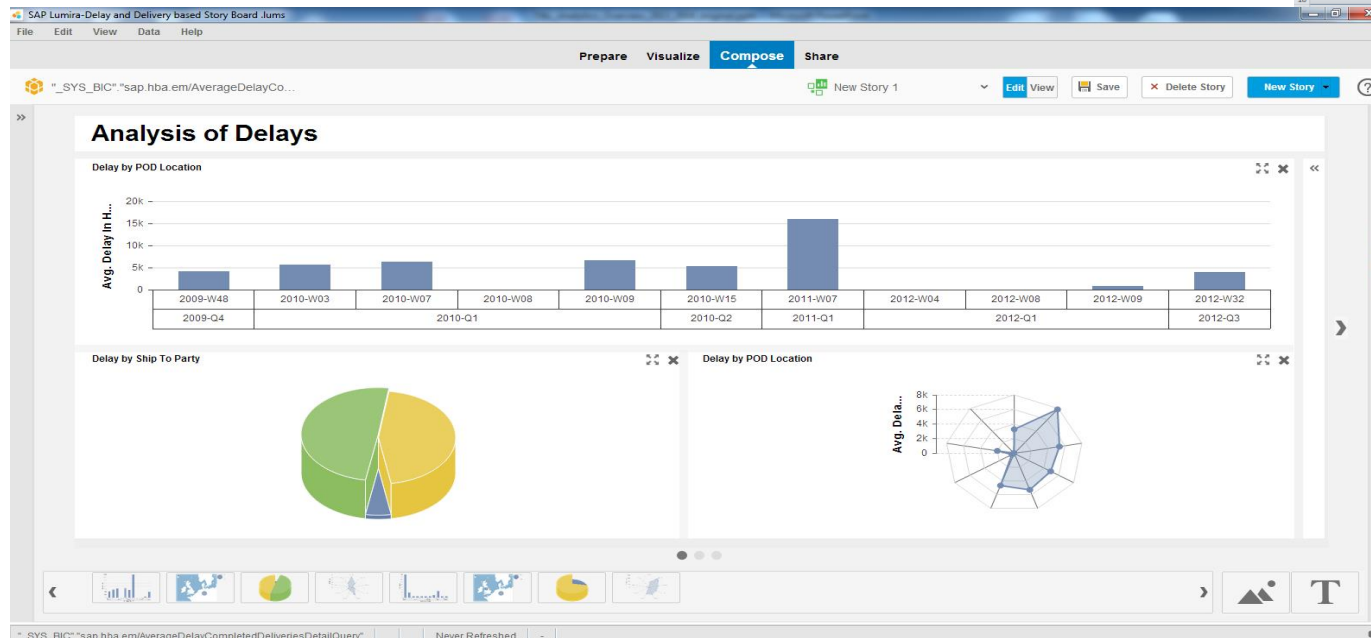 SAP Lumira-Delay and Delivery based Story Board .lums
File Edit View Data Help
Prepare Visualize Compose Share
"_SYS_BIC"."sap.hba.em/AverageDelayCo...
New Story 1
Edit View
Save
× Delete Story
New Story
?
Analysis of Delays
Delay by POD Location
Avg. Delay In H...
20k
15k
10k
5k
0
2009-W48 2010-W03 2010-W07 2010-W08 2010-W09 2010-W15 2011-W07 2012-W04 2012-W08 2012-W09 2012-W32
2009-Q4 2010-Q1 2010-Q2 2011-Q1 2012-Q1 2012-Q3
Delay by Ship To Party
Delay by POD Location
Avg. Dela...
8k
6k
4k
2k
0
T
"_SYS_BIC"."sap.hba.em/AverageDelayCompletedDeliveriesDetailQuery" Never Refreshed -